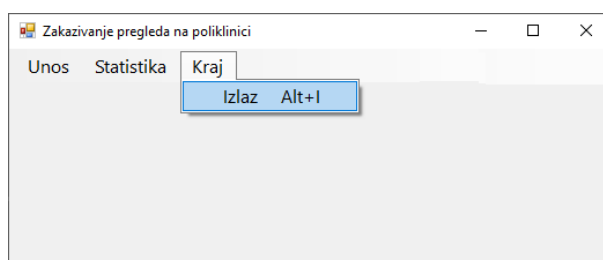 Zakazivanje pregleda na poliklinici
Unos Statistika Kraj
Izlaz Alt+I